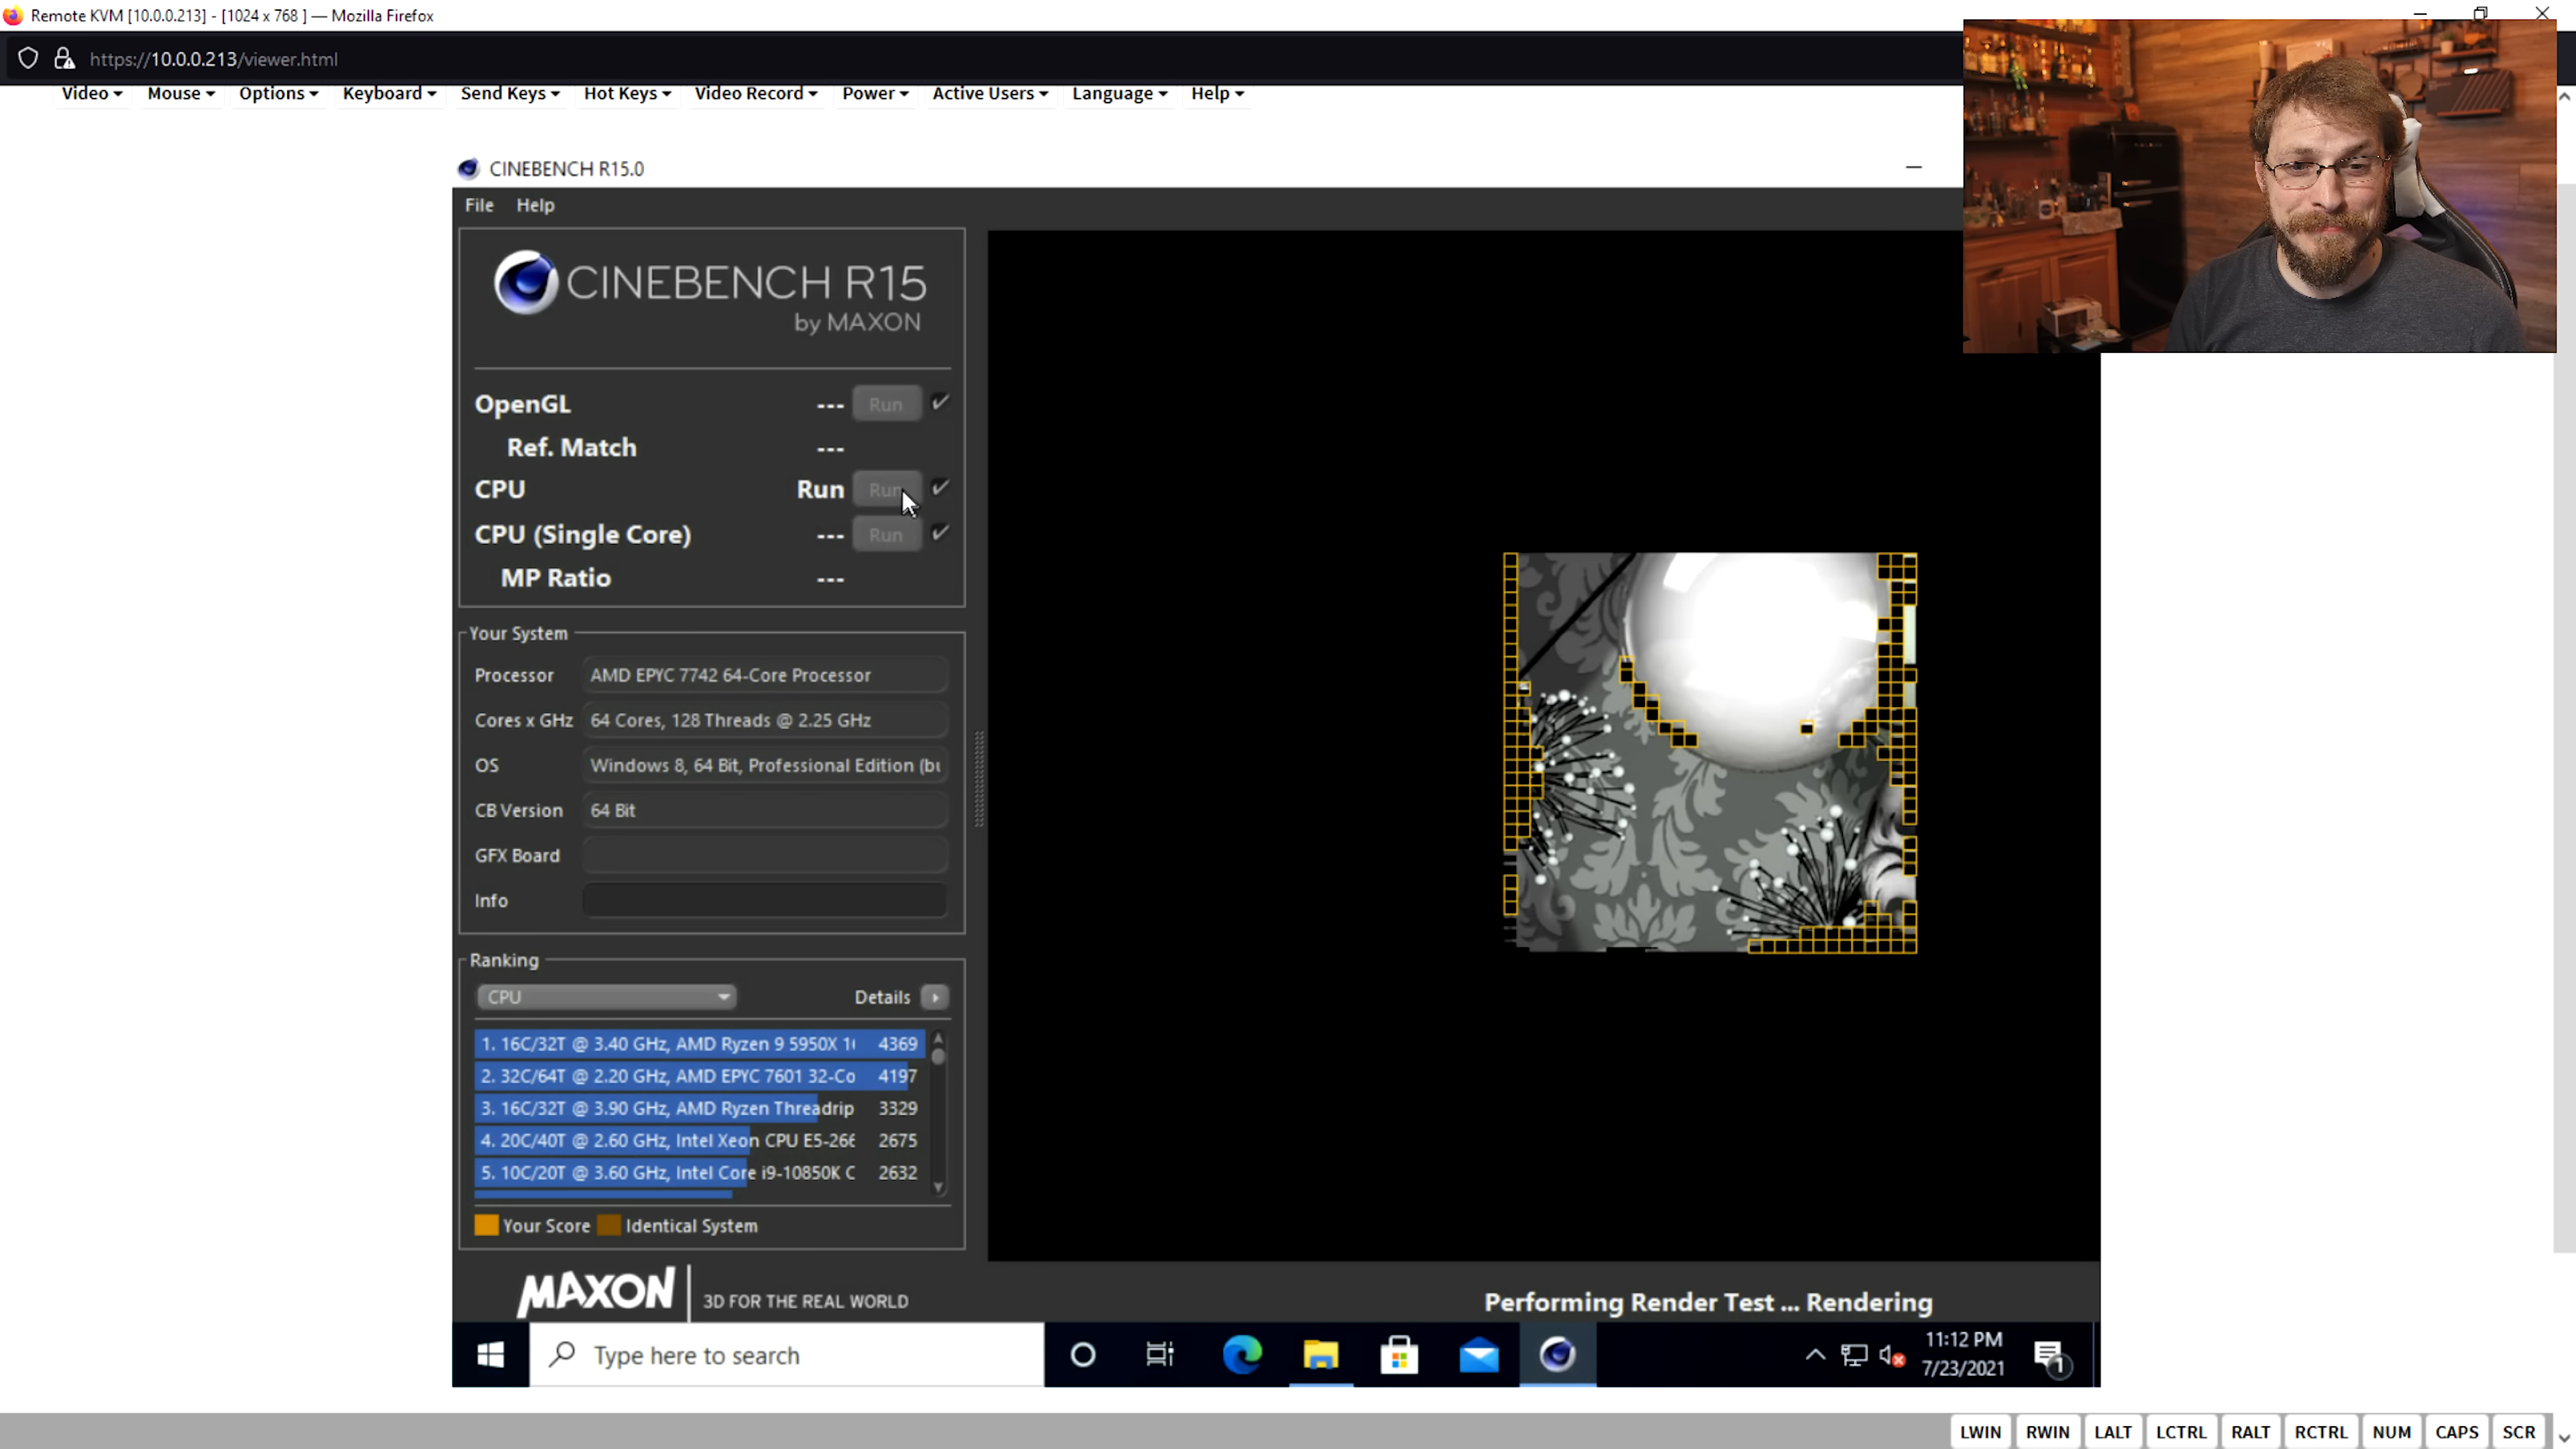 Remote KVM [10.0.0.213] - [1024 x 768 ] — Mozilla Firefox
https://10.0.0.213/viewer.html
Video Mouse Options Keyboard Send Keys Hot Keys Video Record Power Active Users Language Help
CINEBENCH R15.0
File Help
CINEBENCH R15
by MAXON
OpenGL --- Run
Ref. Match ---
CPU Run Run
CPU (Single Core) --- Run
MP Ratio ---
Your System
Processor AMD EPYC 7742 64-Core Processor
Cores x GHz 64 Cores, 128 Threads @ 2.25 GHz
OS Windows 8, 64 Bit, Professional Edition (bu
CB Version 64 Bit
GFX Board
Info
Ranking
CPU Details
1. 16C/32T @ 3.40 GHz, AMD Ryzen 9 5950X 1 4369
2. 32C/64T @ 2.20 GHz, AMD EPYC 7601 32-Co 4197
3. 16C/32T @ 3.90 GHz, AMD Ryzen Threadrip 3329
4. 20C/40T @ 2.60 GHz, Intel Xeon CPU E5-266 2675
5. 10C/20T @ 3.60 GHz, Intel Core i9-10850K C 2632
Your Score Identical System
MAXON 3D FOR THE REAL WORLD
Performing Render Test ... Rendering
Type here to search
11:12 PM
7/23/2021
1
LWIN RWIN LALT LCTRL RALT RCTRL NUM CAPS SCR